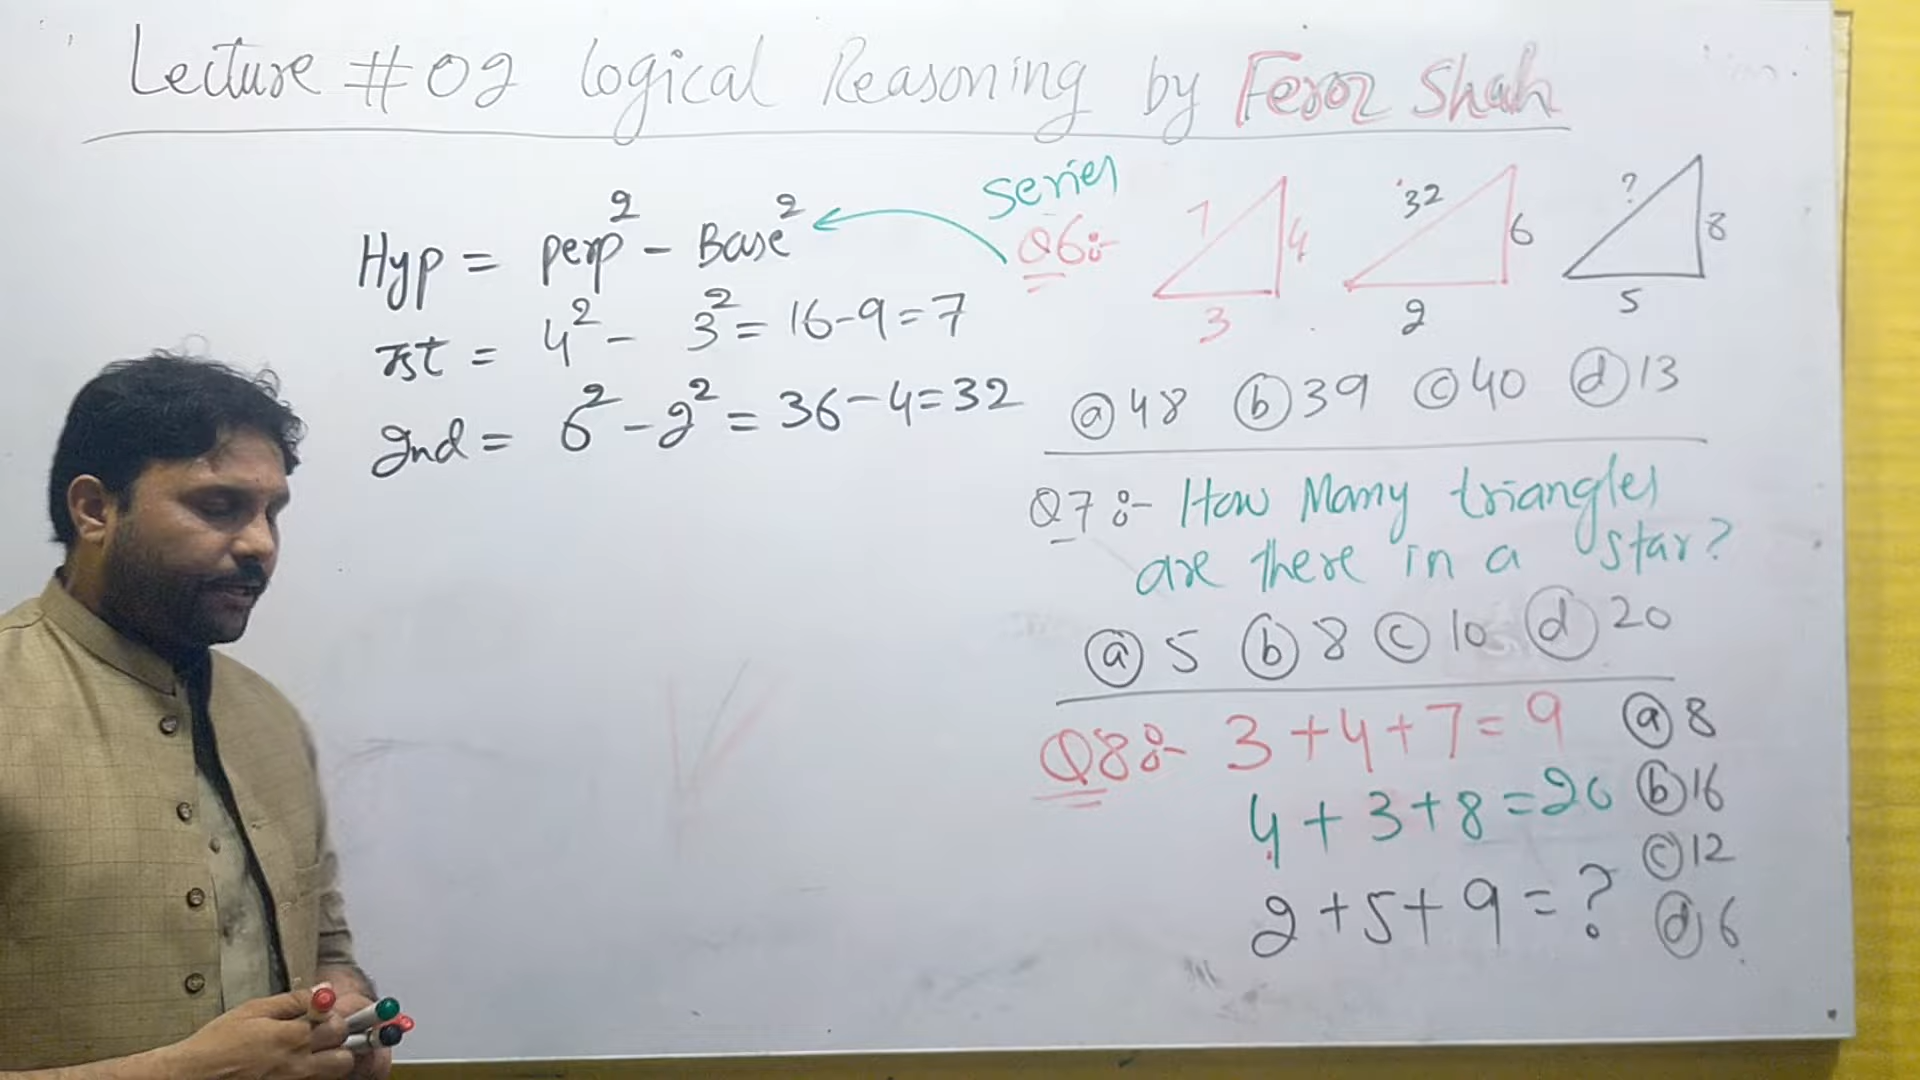 Lecture #02 Logical Reasoning by Feroz Shah
Hyp = perp² - Base²
Ist = 4² - 3² = 16-9=7
2nd = 6² - 2² = 36-4=32
Series
Q6:-
7
4
3
32
6
2
?
8
5
(a) 48 (b) 39 (c) 40 (d) 13
Q7:- How Many triangles
are there in a star?
(a) 5 (b) 8 (c) 10 (d) 20
Q8:- 3+4+7=9
4+3+8=20
2+5+9=?
(a) 8
(b) 16
(c) 12
(d) 6